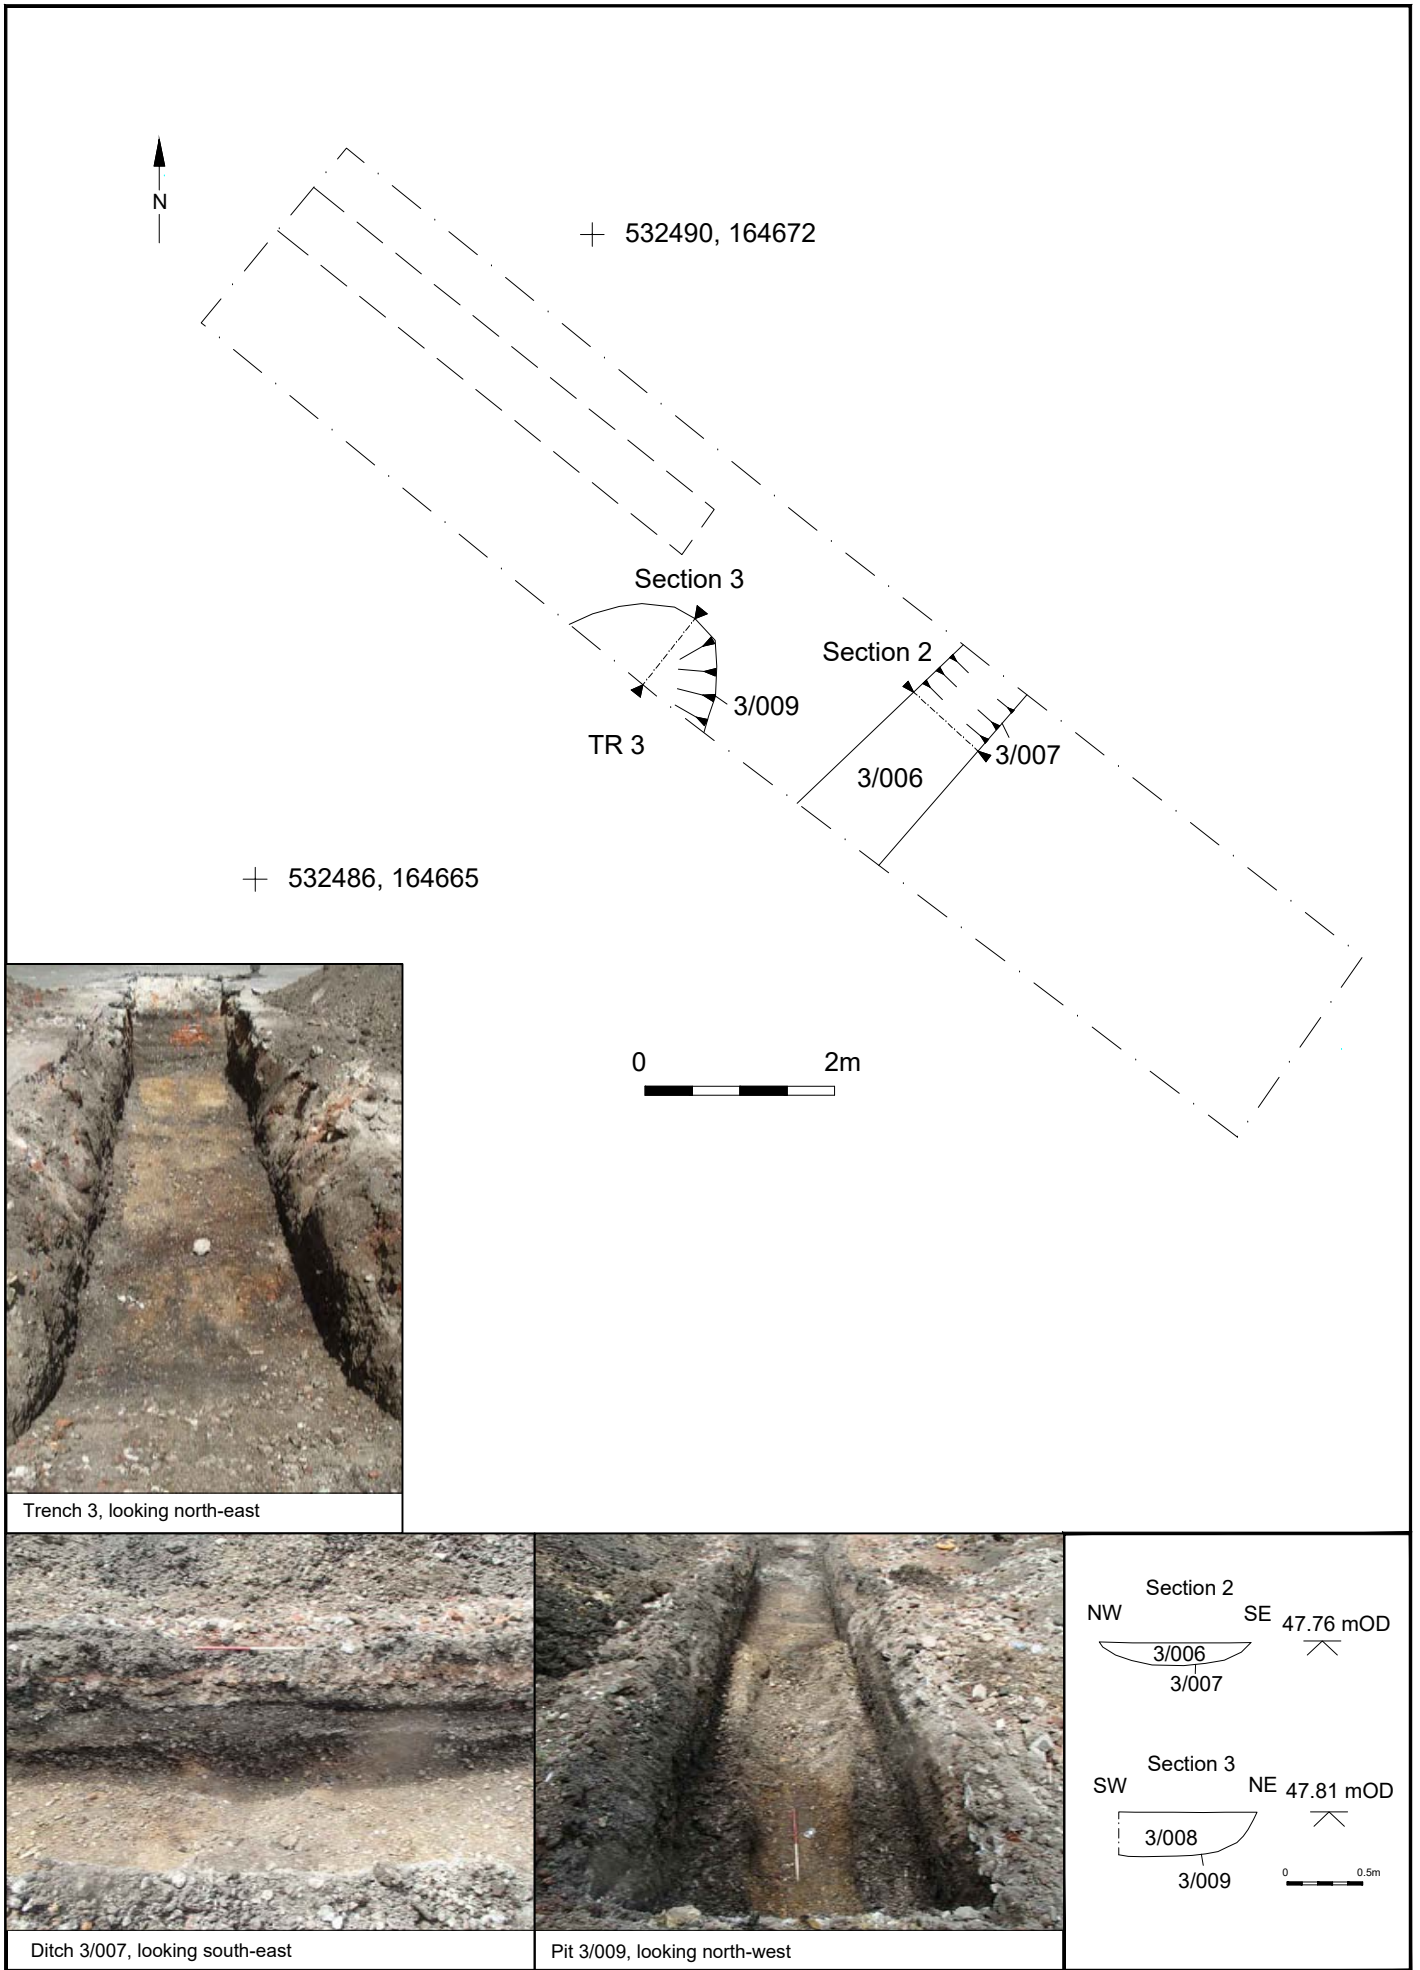 N
532490, 164672
Section 3
Section 2
3/009
TR 3
3/007
3/006
532486, 164665
0 2m
Trench 3, looking north-east
Ditch 3/007, looking south-east
Pit 3/009, looking north-west
Section 2
NW SE 47.76 mOD
3/006
3/007
Section 3
SW NE 47.81 mOD
3/008
3/009
0 0.5m